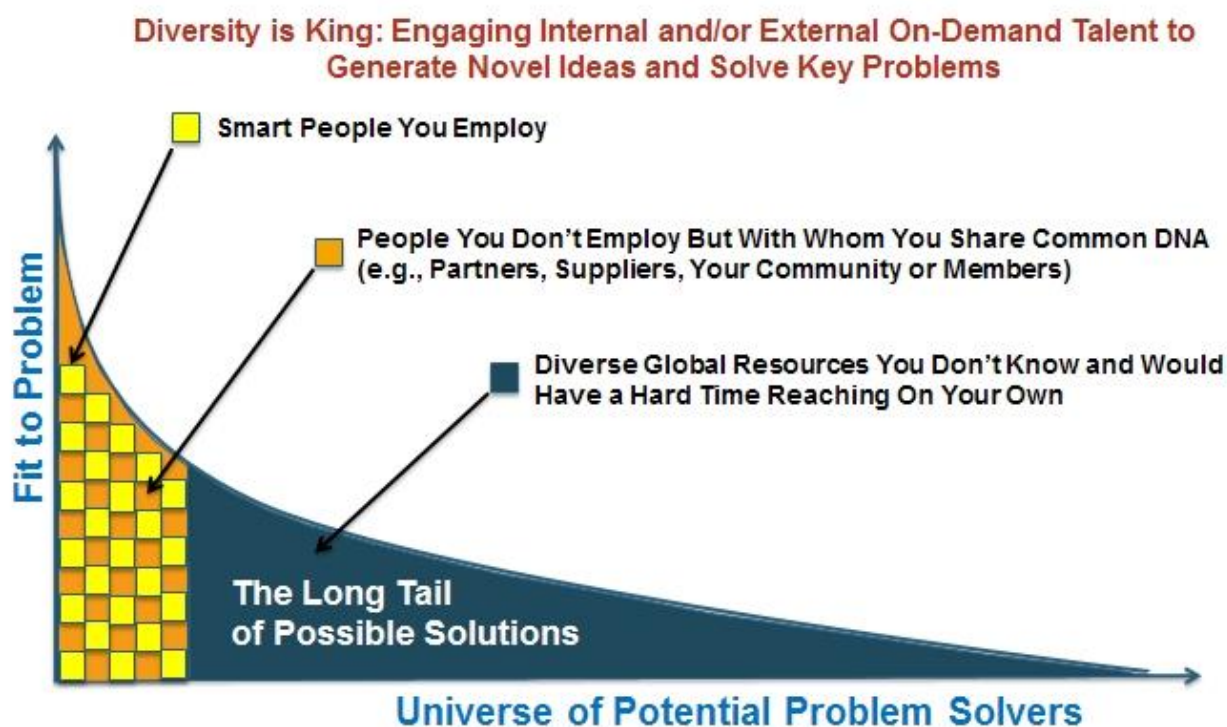 Diversity is King: Engaging Internal and/or External On-Demand Talent to
Generate Novel Ideas and Solve Key Problems
Smart People You Employ
People You Don't Employ But With Whom You Share Common DNA
(e.g., Partners, Suppliers, Your Community or Members)
Diverse Global Resources You Don't Know and Would
Have a Hard Time Reaching On Your Own
Fit to Problem
The Long Tail
of Possible Solutions
Universe of Potential Problem Solvers